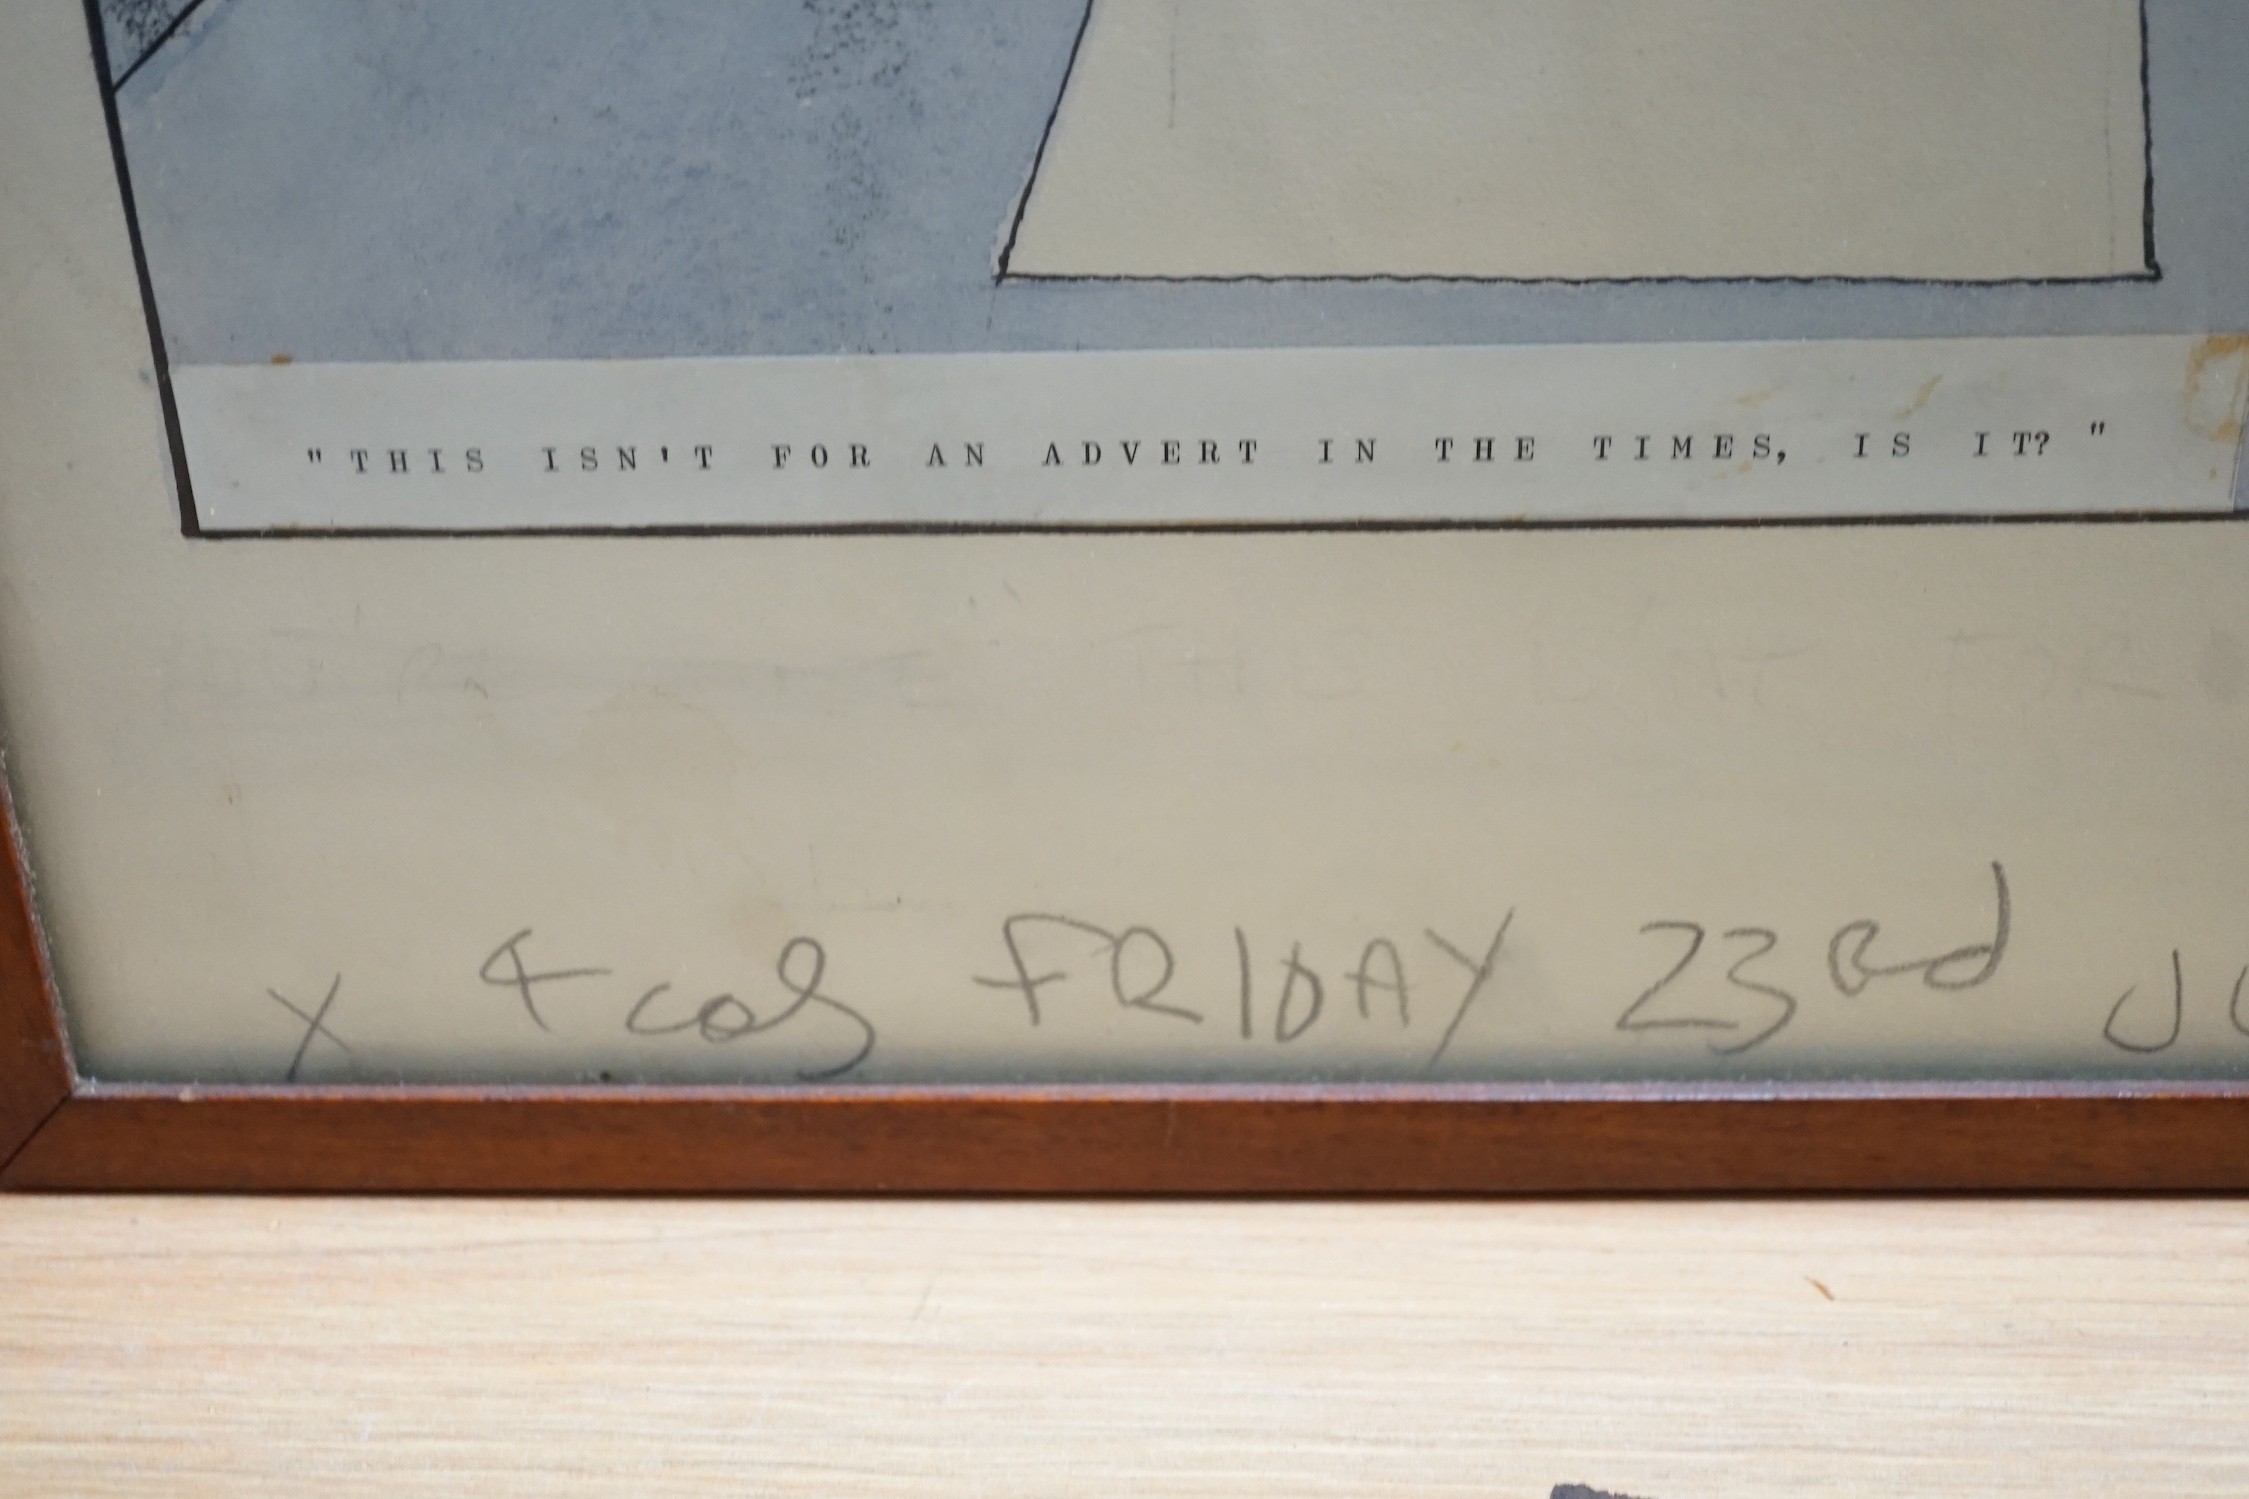 "THIS ISN'T FOR AN ADVERT IN THE TIMES, IS IT?"
X 4 cols FRIDAY 23rd